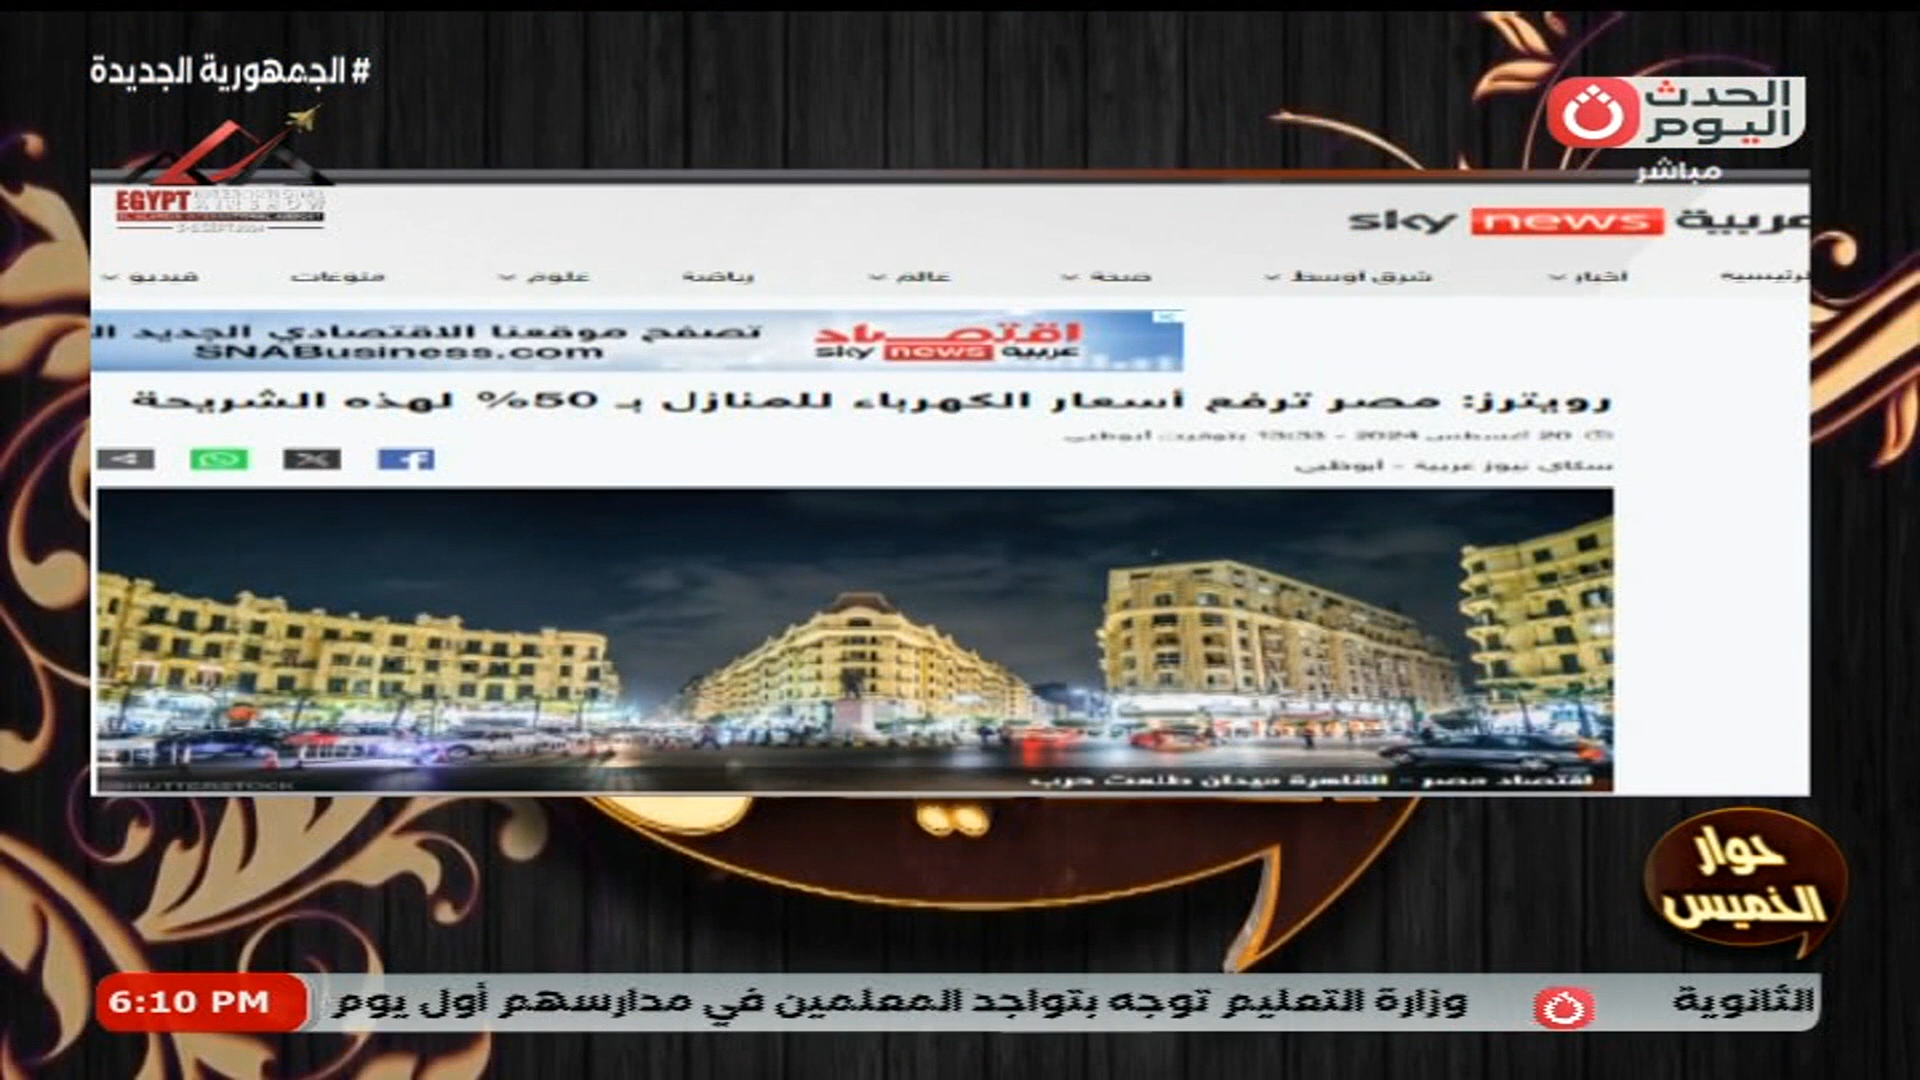 #الجمهورية الجديدة
الحدث
اليوم
مباشر
EGYPT
sky news عربية
أخبار
شرق أوسط
صحة
عالم
رياضة
علوم
منوعات
فيديو
اقتصاد
sky news عربية
تصفح موقعنا الاقتصادي الجديد
SNABusiness.com
رويترز: مصر ترفع أسعار الكهرباء للمنازل بـ 50% لهذه الشريحة
20 أغسطس 2024 - 13:33 بتوقيت أبوظبي
سكاي نيوز عربية - أبوظبي
اقتصاد مصر - القاهرة ميدان طلعت حرب
SHUTTERSTOCK
حوار
الخميس
الثانوية
وزارة التعليم توجه بتواجد المعلمين في مدارسهم أول يوم
6:10 PM